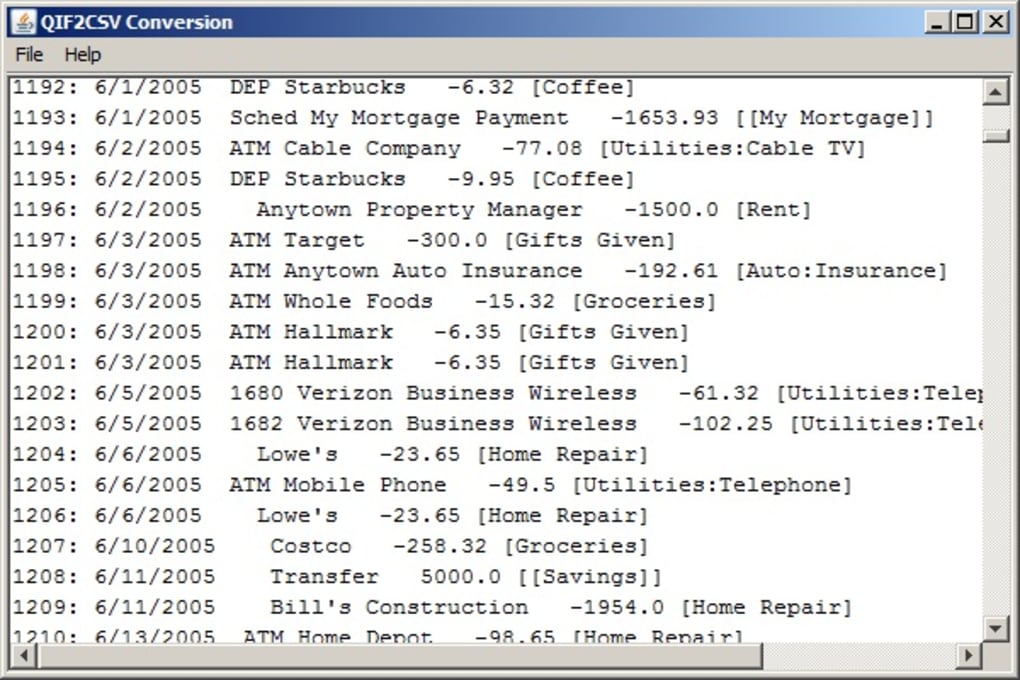 QIF2CSV Conversion
File Help
1192: 6/1/2005 DEP Starbucks -6.32 [Coffee]
1193: 6/1/2005 Sched My Mortgage Payment -1653.93 [[My Mortgage]]
1194: 6/2/2005 ATM Cable Company -77.08 [Utilities:Cable TV]
1195: 6/2/2005 DEP Starbucks -9.95 [Coffee]
1196: 6/2/2005 Anytown Property Manager -1500.0 [Rent]
1197: 6/3/2005 ATM Target -300.0 [Gifts Given]
1198: 6/3/2005 ATM Anytown Auto Insurance -192.61 [Auto:Insurance]
1199: 6/3/2005 ATM Whole Foods -15.32 [Groceries]
1200: 6/3/2005 ATM Hallmark -6.35 [Gifts Given]
1201: 6/3/2005 ATM Hallmark -6.35 [Gifts Given]
1202: 6/5/2005 1680 Verizon Business Wireless -61.32 [Utilities:Telep
1203: 6/5/2005 1682 Verizon Business Wireless -102.25 [Utilities:Tele
1204: 6/6/2005 Lowe's -23.65 [Home Repair]
1205: 6/6/2005 ATM Mobile Phone -49.5 [Utilities:Telephone]
1206: 6/6/2005 Lowe's -23.65 [Home Repair]
1207: 6/10/2005 Costco -258.32 [Groceries]
1208: 6/11/2005 Transfer 5000.0 [[Savings]]
1209: 6/11/2005 Bill's Construction -1954.0 [Home Repair]
1210: 6/13/2005 ATM Home Depot -98.65 [Home Repair]